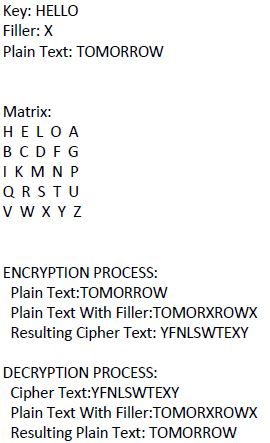 Key: HELLO
Filler: X
Plain Text: TOMORROW
Matrix:
H E L O A
B C D F G
I K M N P
Q R S T U
V W X Y Z
ENCRYPTION PROCESS:
Plain Text:TOMORROW
Plain Text With Filler:TOMORXROWX
Resulting Cipher Text: YFNLSWTEXY
DECRYPTION PROCESS:
Cipher Text:YFNLSWTEXY
Plain Text With Filler:TOMORXROWX
Resulting Plain Text: TOMORROW